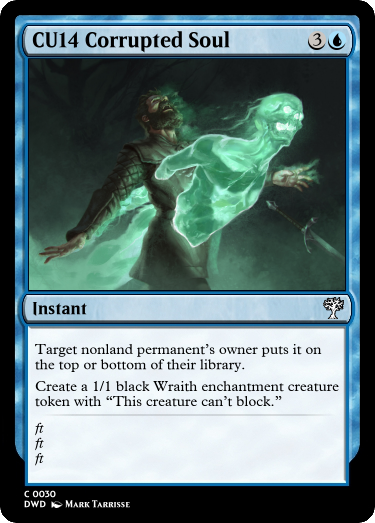 CU14 Corrupted Soul 3
Instant
Target nonland permanent's owner puts it on
the top or bottom of their library.
Create a 1/1 black Wraith enchantment creature
token with “This creature can't block.”
ft
ft
ft
C 0030
DWD Mark Tarrisse